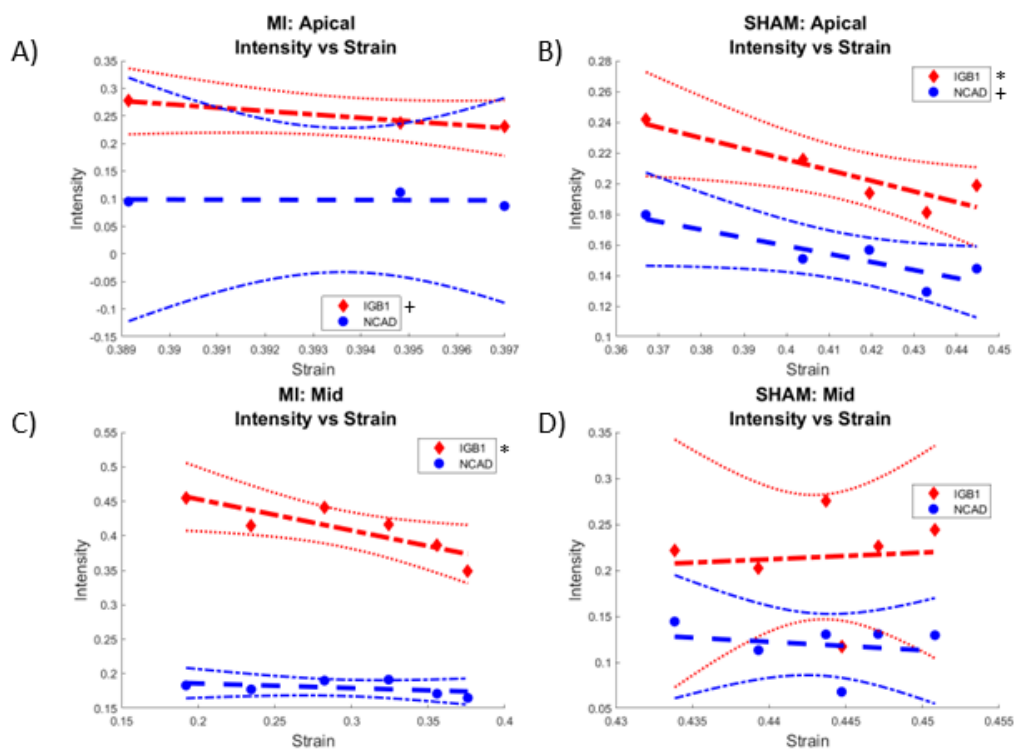 A)
MI: Apical
Intensity vs Strain
0.35
0.3
0.25
0.2
0.15
0.1
0.05
0
-0.05
-0.1
-0.15
Intensity
IGB1 +
NCAD
0.389
0.39
0.391
0.392
0.393
0.394
0.395
0.396
0.397
Strain
B)
SHAM: Apical
Intensity vs Strain
0.28
0.26
0.24
0.22
0.2
0.18
0.16
0.14
0.12
0.1
Intensity
IGB1 *
NCAD +
0.36
0.37
0.38
0.39
0.4
0.41
0.42
0.43
0.44
0.45
Strain
C)
MI: Mid
Intensity vs Strain
0.55
0.5
0.45
0.4
0.35
0.3
0.25
0.2
0.15
0.1
Intensity
IGB1 *
NCAD
0.15
0.2
0.25
0.3
0.35
0.4
Strain
D)
SHAM: Mid
Intensity vs Strain
0.35
0.3
0.25
0.2
0.15
0.1
0.05
Intensity
IGB1
NCAD
0.43
0.435
0.44
0.445
0.45
0.455
Strain